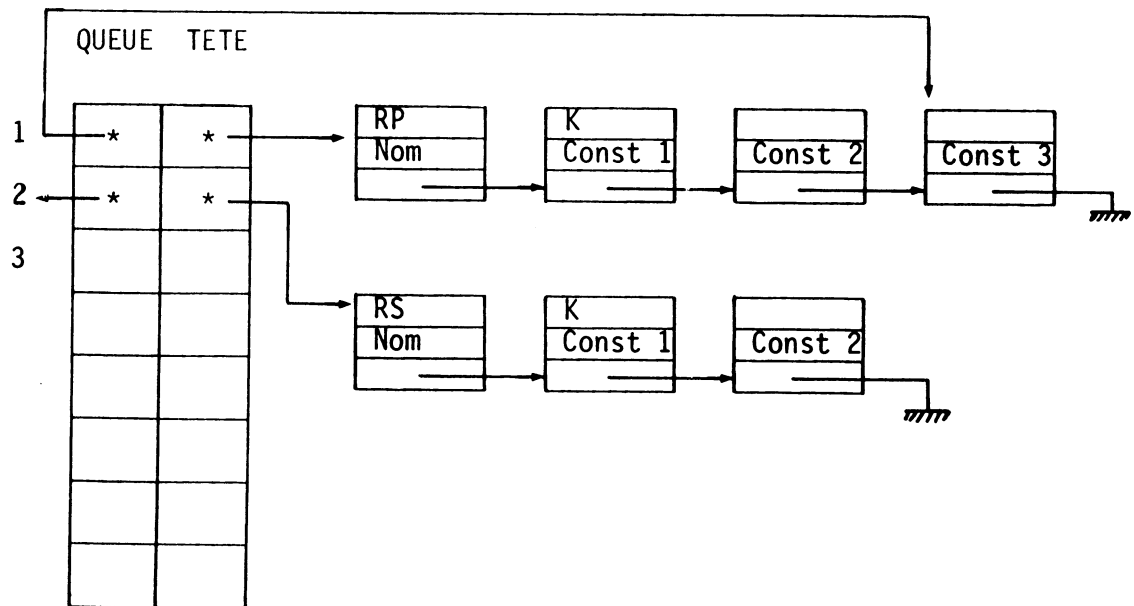 QUEUE TETE
1 * *
RP
Nom
K
Const 1
Const 2
Const 3
2 * *
3
RS
Nom
K
Const 1
Const 2